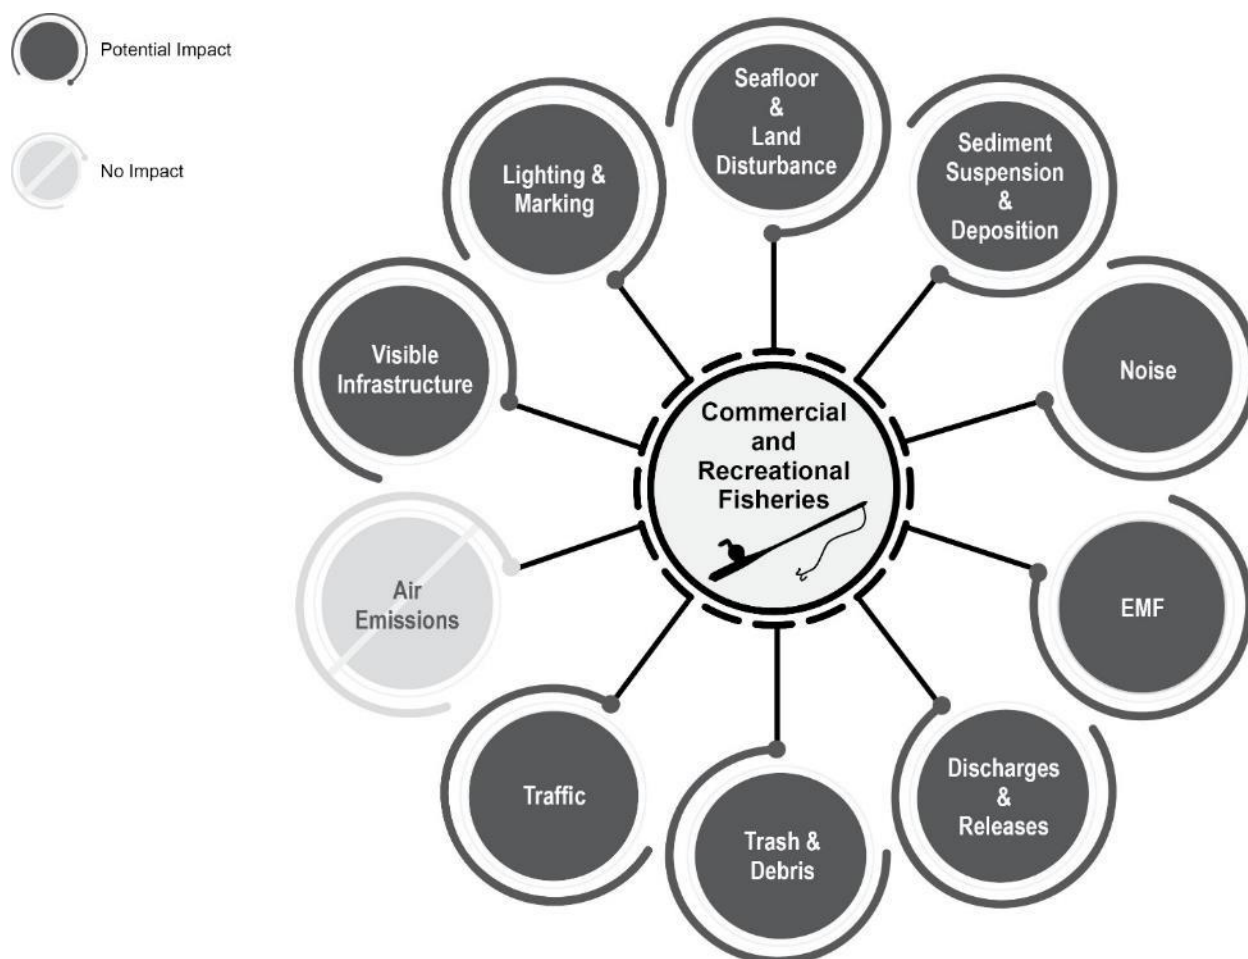 Potential Impact
No Impact
Seafloor
&
Land
Disturbance
Sediment
Suspension
&
Deposition
Noise
EMF
Discharges
&
Releases
Trash &
Debris
Traffic
Air
Emissions
Visible
Infrastructure
Lighting &
Marking
Commercial
and
Recreational
Fisheries